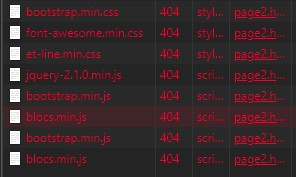 bootstrap.min.css 404 styl... page2.h...
font-awesome.min.css 404 styl... page2.h...
et-line.min.css 404 styl... page2.h...
jquery-2.1.0.min.js 404 scri... page2.h...
bootstrap.min.js 404 scri... page2.h...
blocs.min.js 404 scri... page2.h...
bootstrap.min.js 404 scri... page2.h...
blocs.min.js 404 scri... page2.h...